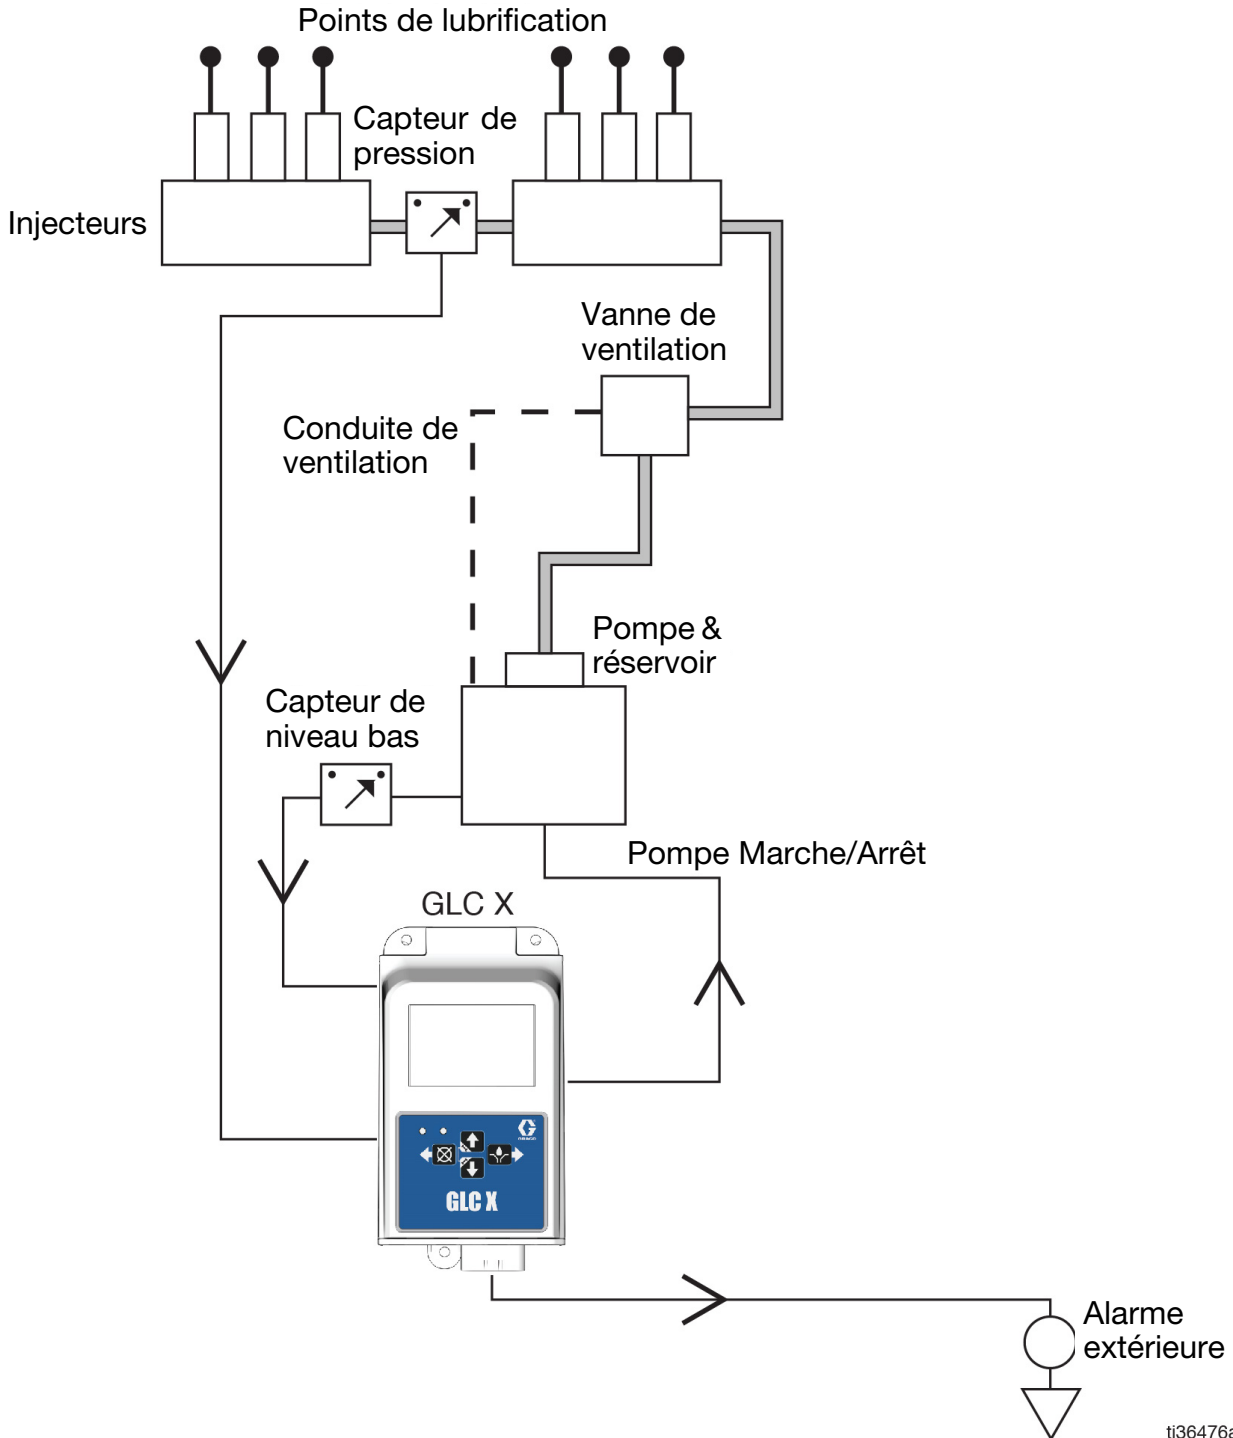 Points de lubrification
Capteur de
pression
Injecteurs
Vanne de
ventilation
Conduite de
ventilation
Pompe &
réservoir
Capteur de
niveau bas
Pompe Marche/Arrêt
GLC X
GLC X
Alarme
extérieure
ti36476a